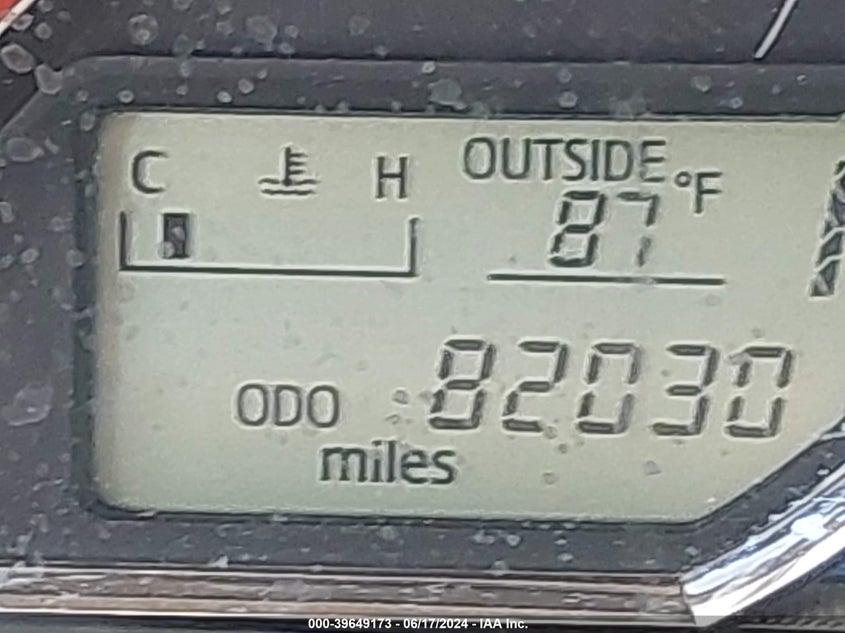 C H OUTSIDE
87 °F
ODO 82030
miles
000-39649173 - 06/17/2024 - IAA Inc.